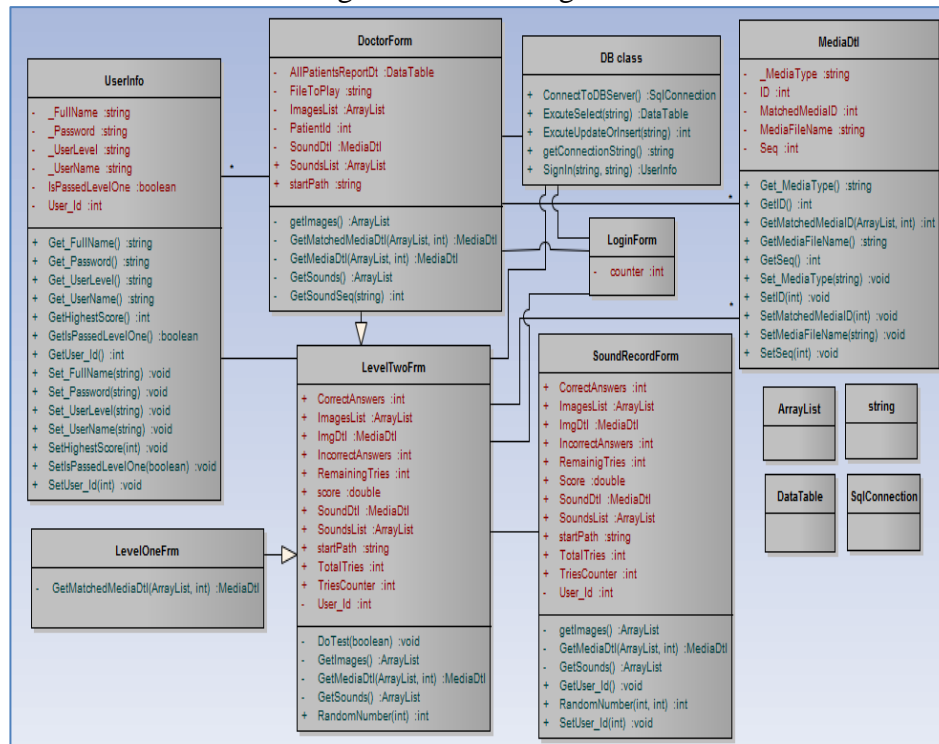 UserInfo
- _FullName :string
- _Password :string
- _UserLevel :string
- _UserName :string
- IsPassedLevelOne :boolean
- User_Id :int
+ Get_FullName() :string
+ Get_Password() :string
+ Get_UserLevel() :string
+ Get_UserName() :string
+ GetHighestScore() :int
+ GetIsPassedLevelOne() :boolean
+ GetUser_Id() :int
+ Set_FullName(string) :void
+ Set_Password(string) :void
+ Set_UserLevel(string) :void
+ Set_UserName(string) :void
+ SetHighestScore(int) :void
+ SetIsPassedLevelOne(boolean) :void
+ SetUser_Id(int) :void
*
DoctorForm
- AllPatientsReportDt :DataTable
- FileToPlay :string
- ImagesList :ArrayList
- PatientId :int
- SoundDtl :MediaDtl
+ SoundsList :ArrayList
+ startPath :string
- getImages() :ArrayList
- GetMatchedMediaDtl(ArrayList, int) :MediaDtl
- GetMediaDtl(ArrayList, int) :MediaDtl
- GetSounds() :ArrayList
- GetSoundSeq(string) :int
DB class
+ ConnectToDBServer() :SqlConnection
+ ExcuteSelect(string) :DataTable
+ ExcuteUpdateOrInsert(string) :int
+ getConnectionString() :string
+ SignIn(string, string) :UserInfo
MediaDtl
- _MediaType :string
- ID :int
- MatchedMediaID :int
- MediaFileName :string
- Seq :int
+ Get_MediaType() :string
+ GetID() :int
+ GetMatchedMediaID(ArrayList, int) :int
+ GetMediaFileName() :string
+ GetSeq() :int
+ Set_MediaType(string) :void
+ SetID(int) :void
+ SetMatchedMediaID(int) :void
+ SetMediaFileName(string) :void
+ SetSeq(int) :void
*
*
LoginForm
- counter :int
LevelTwoFrm
+ CorrectAnswers :int
+ ImagesList :ArrayList
+ ImgDtl :MediaDtl
+ IncorrectAnswers :int
+ RemainingTries :int
+ score :double
+ SoundDtl :MediaDtl
+ SoundsList :ArrayList
+ startPath :string
+ TotalTries :int
+ TriesCounter :int
- User_Id :int
- DoTest(boolean) :void
- GetImages() :ArrayList
- GetMediaDtl(ArrayList, int) :MediaDtl
- GetSounds() :ArrayList
+ RandomNumber(int) :int
SoundRecordForm
+ CorrectAnswers :int
+ ImagesList :ArrayList
+ ImgDtl :MediaDtl
+ IncorrectAnswers :int
+ RemainigTries :int
+ Score :double
+ SoundDtl :MediaDtl
+ SoundsList :ArrayList
+ startPath :string
+ TotalTries :int
+ TriesCounter :int
- User_Id :int
- getImages() :ArrayList
- GetMediaDtl(ArrayList, int) :MediaDtl
- GetSounds() :ArrayList
+ GetUser_Id() :void
+ RandomNumber(int, int) :int
+ SetUser_Id(int) :void
LevelOneFrm
- GetMatchedMediaDtl(ArrayList, int) :MediaDtl
ArrayList
string
DataTable
SqlConnection